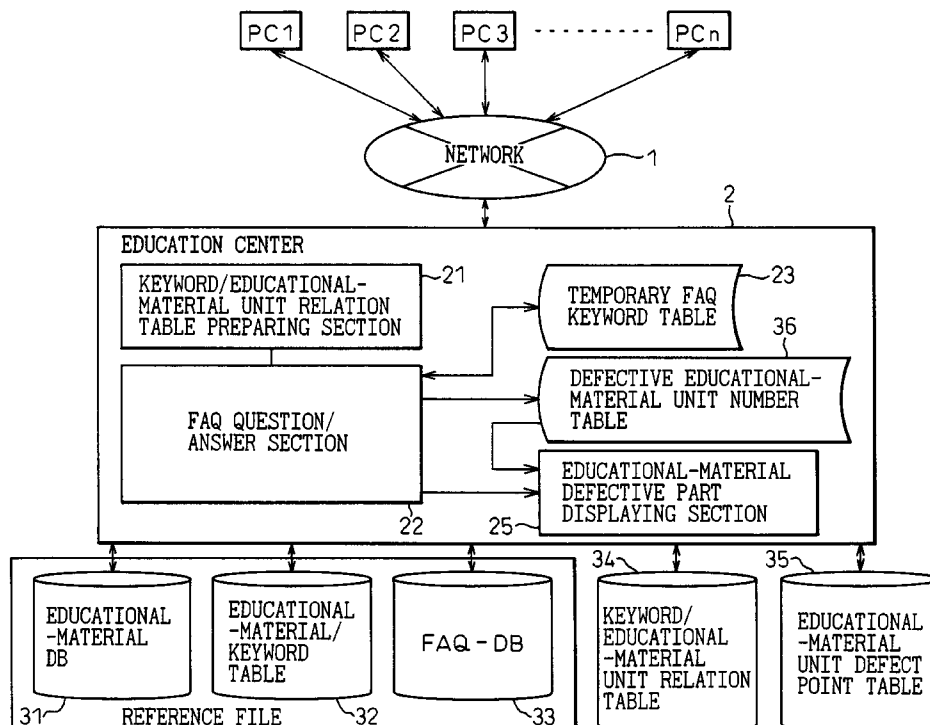 PC1
PC2
PC3
PCn
NETWORK
1
2
EDUCATION CENTER
21
KEYWORD/EDUCATIONAL-
MATERIAL UNIT RELATION
TABLE PREPARING SECTION
23
TEMPORARY FAQ
KEYWORD TABLE
36
FAQ QUESTION/
ANSWER SECTION
22
DEFECTIVE EDUCATIONAL-
MATERIAL UNIT NUMBER
TABLE
EDUCATIONAL-MATERIAL
DEFECTIVE PART
DISPLAYING SECTION
25
EDUCATIONAL
-MATERIAL
DB
31
EDUCATIONAL
-MATERIAL/
KEYWORD
TABLE
32
FAQ-DB
33
REFERENCE FILE
34
KEYWORD/
EDUCATIONAL
-MATERIAL
UNIT RELATION
TABLE
35
EDUCATIONAL
-MATERIAL
UNIT DEFECT
POINT TABLE